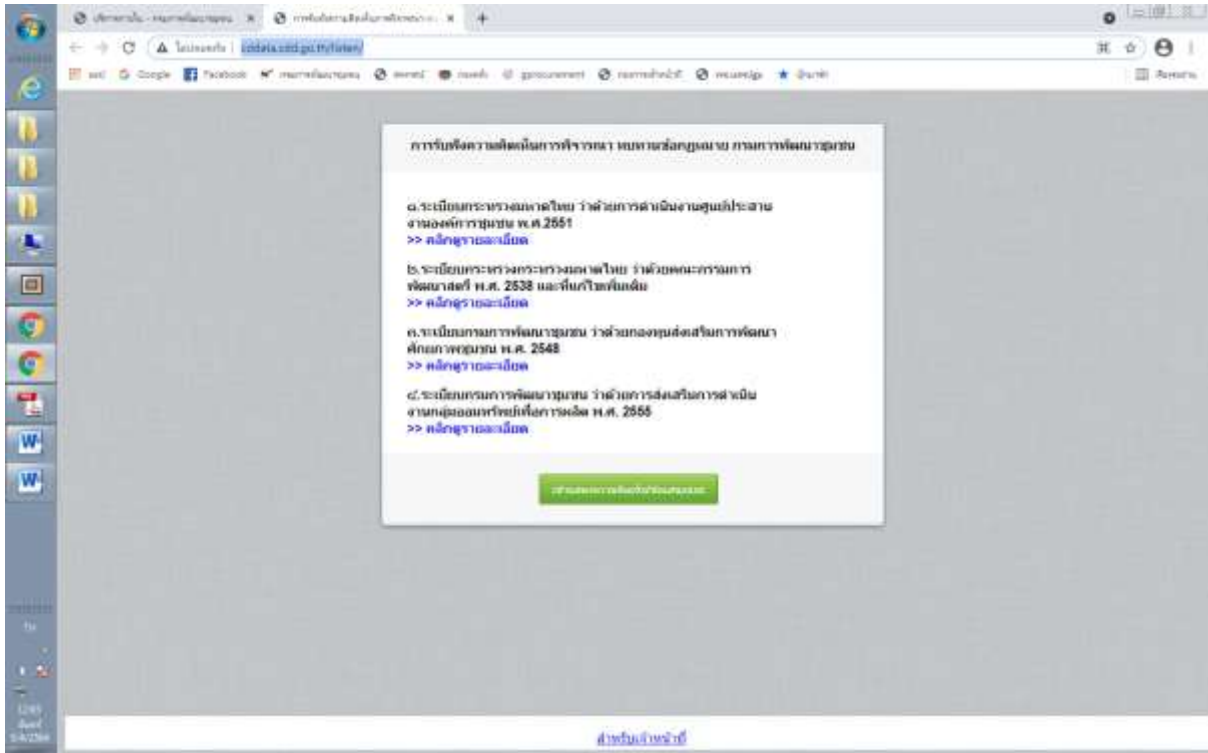 ไม่ปลอดภัย | cddata.cdd.go.th/listen/
Google
Facebook
gprocurement
การรับฟังความคิดเห็นการพิจารณา ทบทวนข้อกฎหมาย กรมการพัฒนาชุมชน
๑.ระเบียบกระทรวงมหาดไทย ว่าด้วยการดำเนินงานศูนย์ประสาน
งานองค์การชุมชน พ.ศ.2551
>> คลิกดูรายละเอียด
๒.ระเบียบกระทรวงกระทรวงมหาดไทย ว่าด้วยคณะกรรมการ
พัฒนาสตรี พ.ศ. 2538 และที่แก้ไขเพิ่มเติม
>> คลิกดูรายละเอียด
๓.ระเบียบกรมการพัฒนาชุมชน ว่าด้วยกองทุนส่งเสริมการพัฒนา
ศักยภาพชุมชน พ.ศ. 2548
>> คลิกดูรายละเอียด
๔.ระเบียบกรมการพัฒนาชุมชน ว่าด้วยการส่งเสริมการดำเนิน
งานกลุ่มออมทรัพย์เพื่อการผลิต พ.ศ. 2555
>> คลิกดูรายละเอียด
สำหรับเจ้าหน้าที่